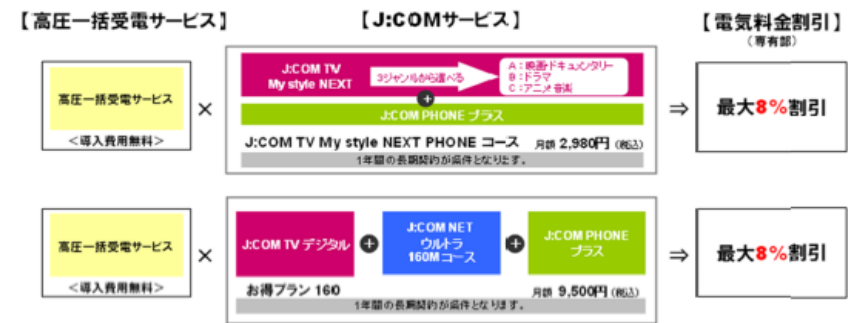 【高圧一括受電サービス】 【J:COMサービス】 【電気料金割引】
（専有部）
高圧一括受電サービス
<導入費用無料>
×
J:COM TV
My style NEXT
3ジャンルから選べる
A：映画・ドキュメンタリー
B：ドラマ
C：アニメ・音楽
+
J:COM PHONE プラス
J:COM TV My style NEXT PHONE コース 月額 2,980円 (税込)
1年間の長期契約が条件となります。
⇒
最大8%割引
高圧一括受電サービス
<導入費用無料>
×
J:COM TV デジタル
+
J:COM NET
ウルトラ
160Mコース
+
J:COM PHONE
プラス
お得プラン 160 月額 9,500円 (税込)
1年間の長期契約が条件となります。
⇒
最大8%割引